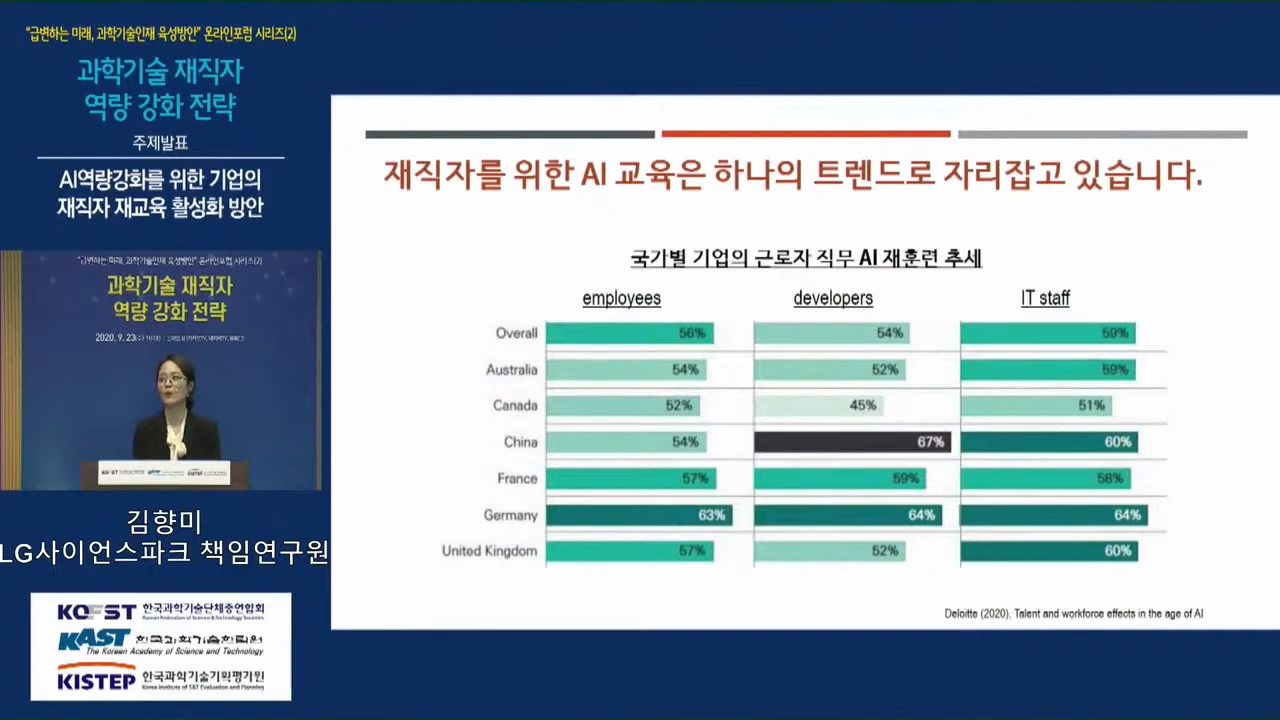 “급변하는 미래, 과학기술인재 육성방안” 온라인포럼 시리즈(2)
과학기술 재직자
역량 강화 전략
주제발표
AI역량강화를 위한 기업의
재직자 재교육 활성화 방안
“급변하는 미래, 과학기술인재 육성방안” 온라인포럼 시리즈(2)
과학기술 재직자
역량 강화 전략
2020. 9. 23
KOFST
KAST
KISTEP
김향미
LG사이언스파크 책임연구원
KOFST 한국과학기술단체총연합회
Korean Federation of Science & Technology Societies
KAST 한국과학기술한림원
The Korean Academy of Science and Technology
KISTEP 한국과학기술기획평가원
Korea Institute of S&T Evaluation and Planning
재직자를 위한 AI 교육은 하나의 트렌드로 자리잡고 있습니다.
국가별 기업의 근로자 직무 AI 재훈련 추세
employees developers IT staff
Overall 56% 54% 59%
Australia 54% 52% 59%
Canada 52% 45% 51%
China 54% 67% 60%
France 57% 59% 58%
Germany 63% 64% 64%
United Kingdom 57% 52% 60%
Deloitte (2020), Talent and workforce effects in the age of AI